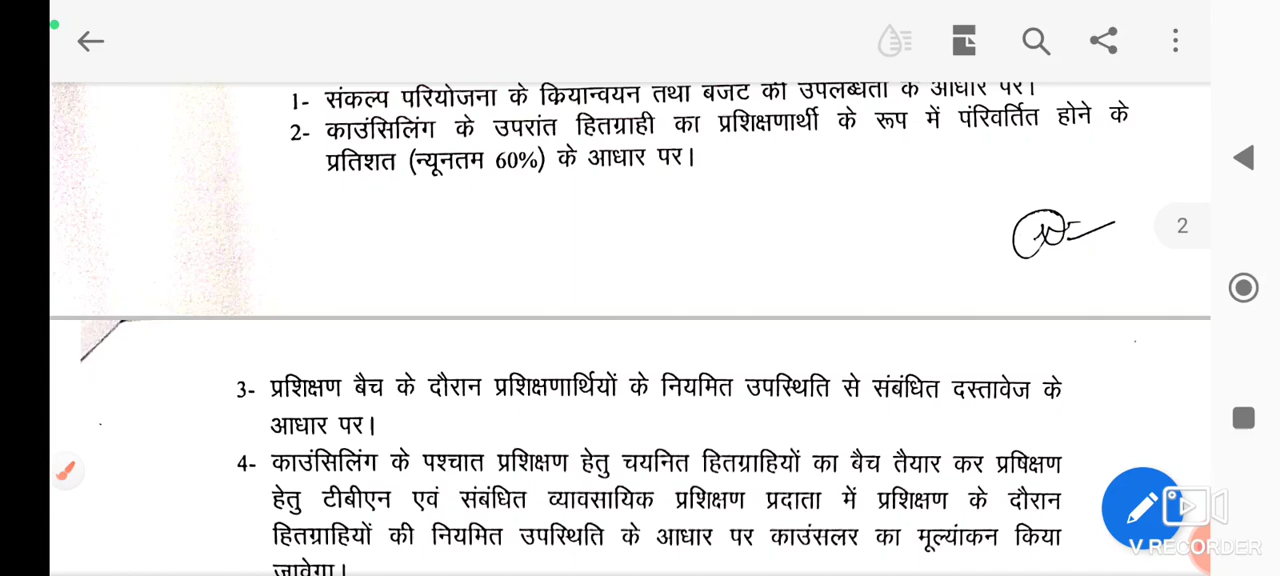 1- संकल्प परियोजना के कियान्वयन तथा बजट की उपलब्धता के आधार पर।
2- काउंसिलिंग के उपरांत हितग्राही का प्रशिक्षणार्थी के रूप में पंरिवर्तित होने के
प्रतिशत (न्यूनतम 60%) के आधार पर।
2
3- प्रशिक्षण बैच के दौरान प्रशिक्षणार्थियों के नियमित उपस्थिति से संबंधित दस्तावेज के
आधार पर।
4- काउंसिलिंग के पश्चात प्रशिक्षण हेतु चयनित हितग्राहियों का बैच तैयार कर प्रषिक्षण
हेतु टीबीएन एवं संबंधित व्यावसायिक प्रशिक्षण प्रदाता में प्रशिक्षण के दौरान
हितग्राहियों की नियमित उपस्थिति के आधार पर काउंसलर का मूल्यांकन किया
जावेगा।
V RECORDER